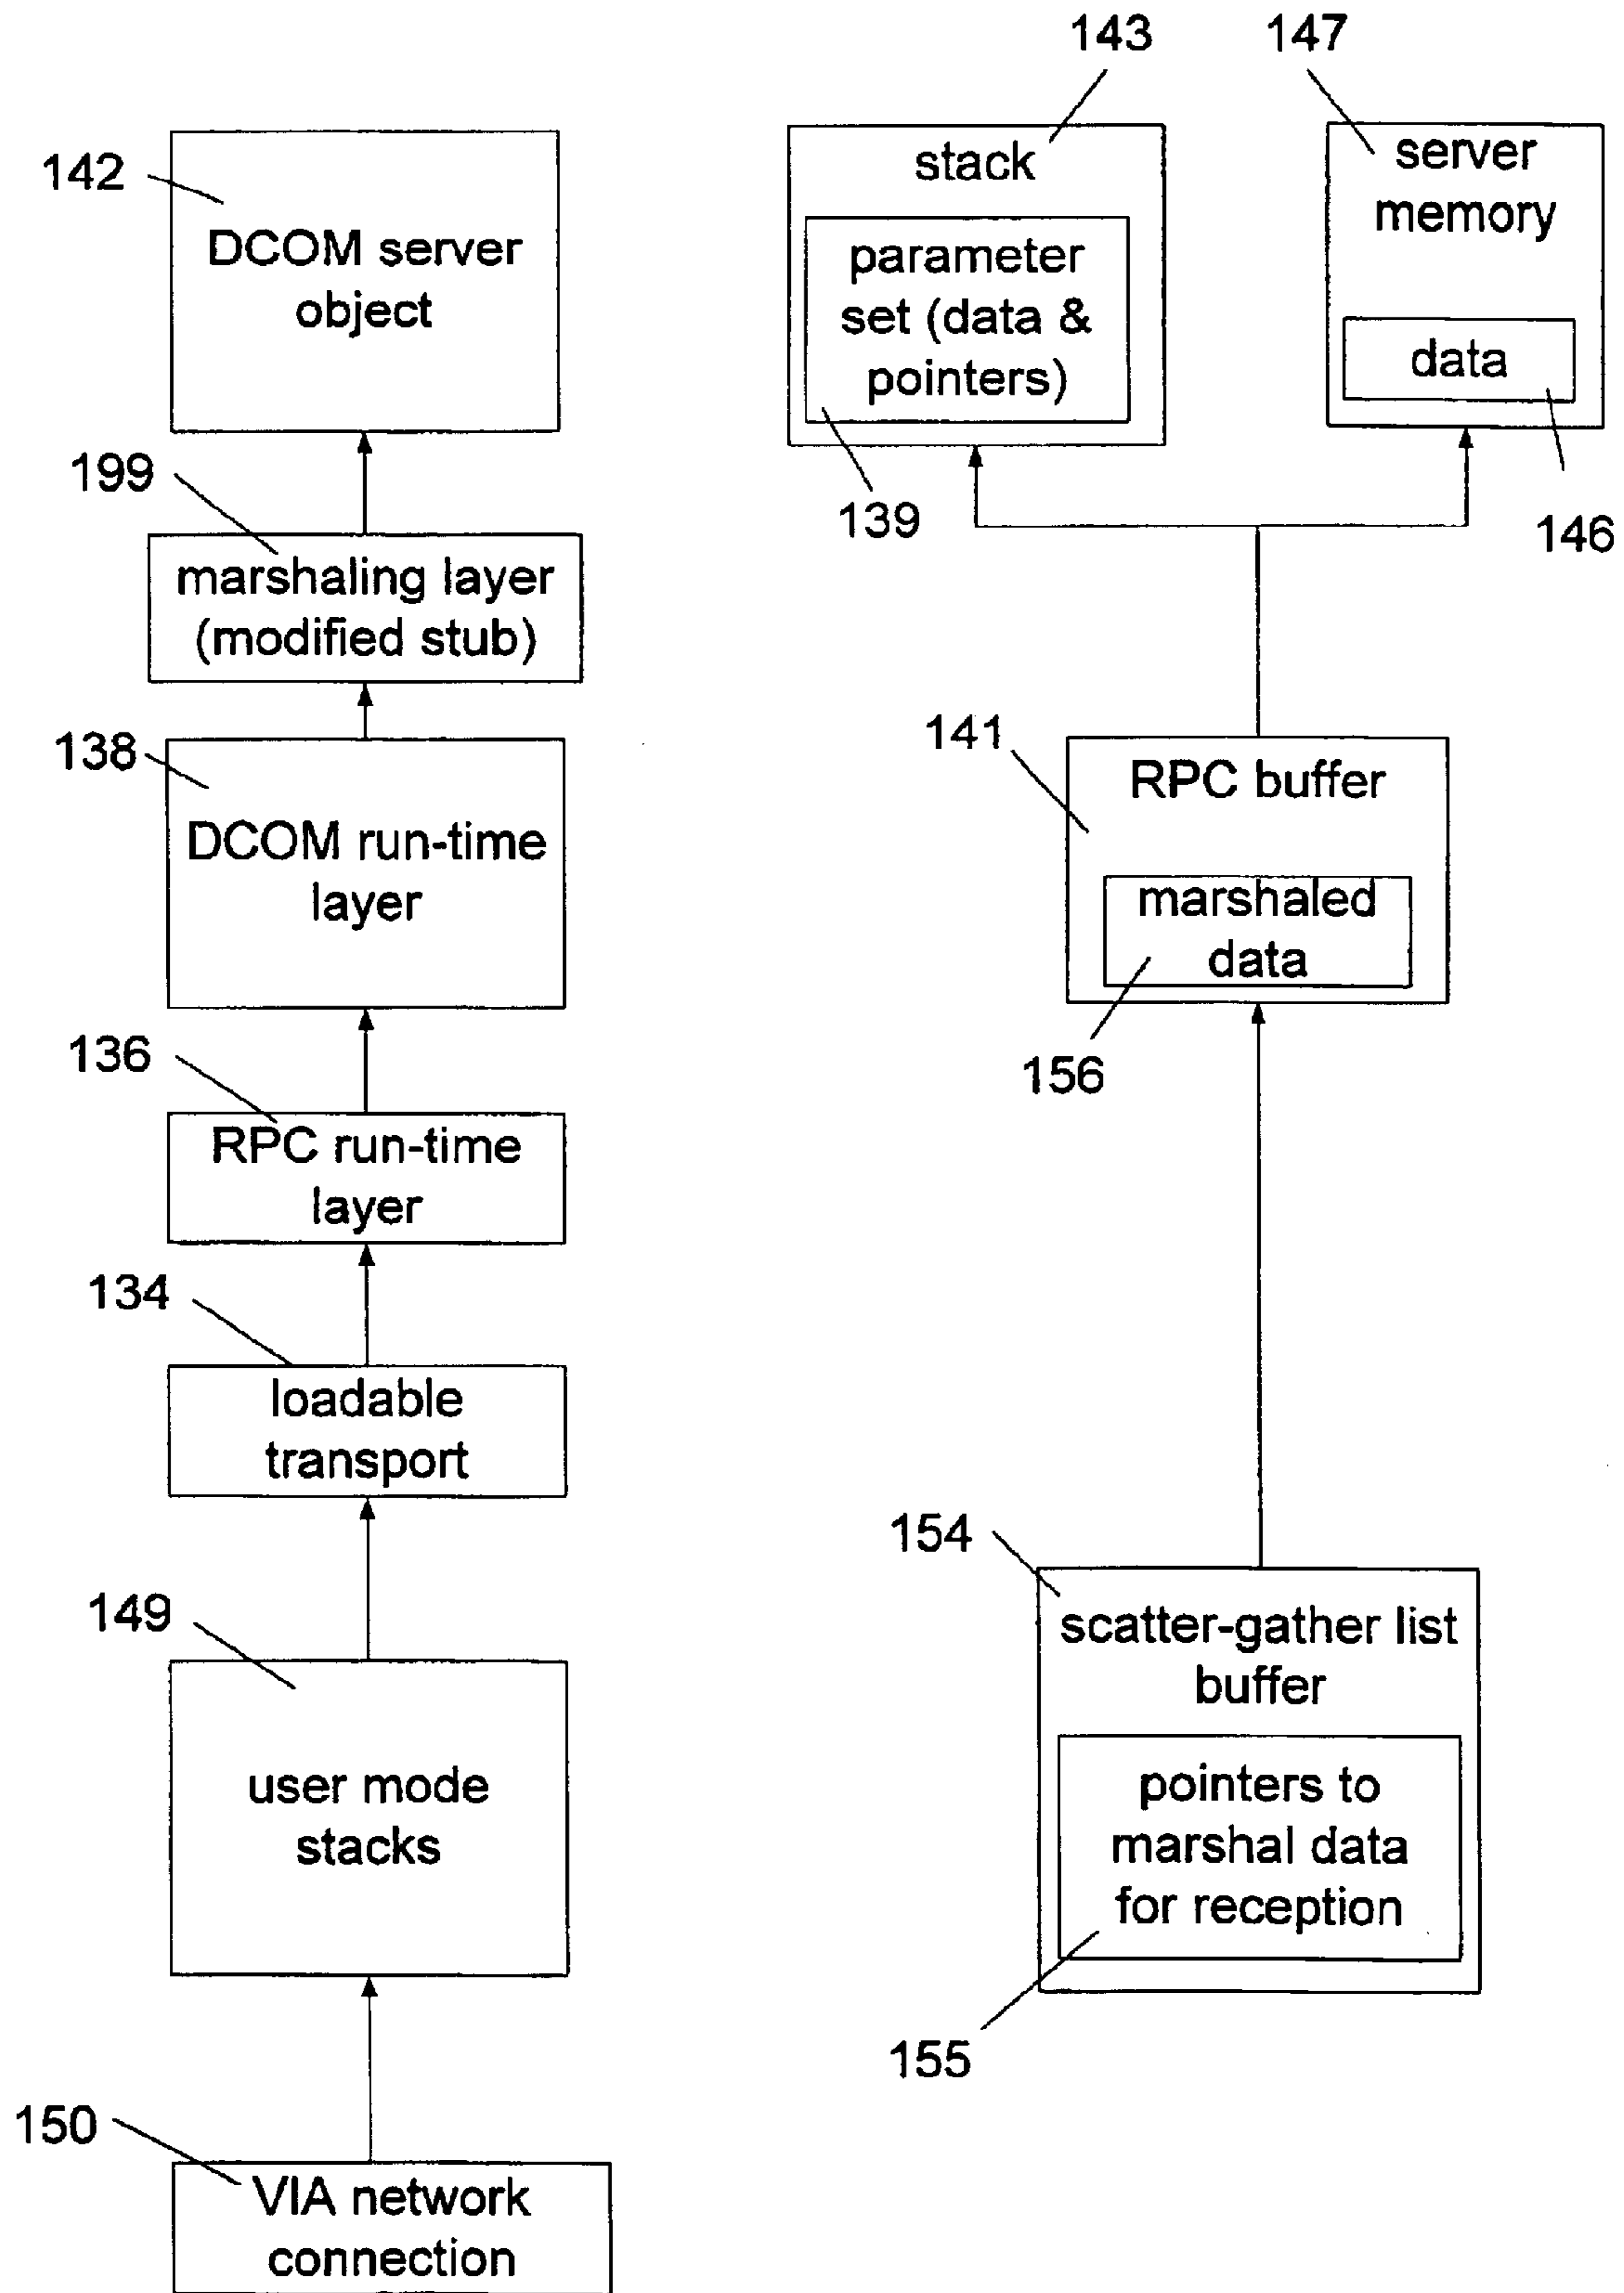 143
147
142
DCOM server
object
stack
parameter
set (data &
pointers)
139
server
memory
data
146
199
marshaling layer
(modified stub)
138
DCOM run-time
layer
141
RPC buffer
marshaled
data
156
136
RPC run-time
layer
134
loadable
transport
154
scatter-gather list
buffer
pointers to
marshal data
for reception
155
149
user mode
stacks
150
VIA network
connection